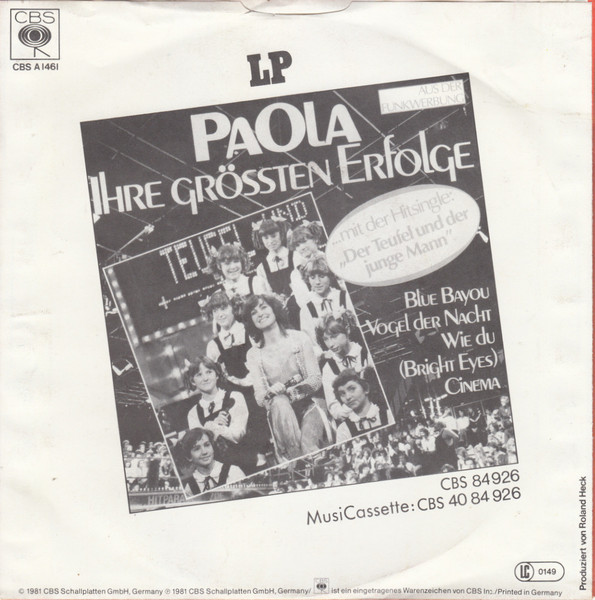 CBS
CBS A 1461
LP
AUS DER
FUNKWERBUNG
PAOLA
IHRE GRÖSSTEN ERFOLGE
...mit der Hitsingle:
„Der Teufel und der
junge Mann"
TEUFEL UND
BLUE BAYOU
VOGEL DER NACHT
WIE DU
(BRIGHT EYES)
CINEMA
HITPARA
CBS 84926
MusiCassette: CBS 40 84 926
Produziert von Roland Heck
LC 0149
© 1981 CBS Schallplatten GmbH, Germany ℗ 1981 CBS Schallplatten GmbH, Germany/ ist ein eingetragenes Warenzeichen von CBS Inc./Printed in Germany